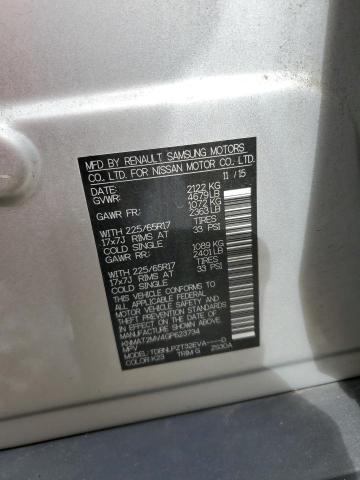 MFD BY RENAULT SAMSUNG MOTORS
CO., LTD. FOR NISSAN MOTOR CO., LTD.
DATE: 11 / 15
GVWR: 2122 KG
4679 LB
GAWR FR: 1072 KG
2363 LB
WITH 225/65R17 TIRES
17x7J RIMS AT 33 PSI
COLD SINGLE
GAWR RR: 1089 KG
2401 LB
WITH 225/65R17 TIRES
17x7J RIMS AT 33 PSI
COLD SINGLE
THIS VEHICLE CONFORMS TO ALL
APPLICABLE FEDERAL MOTOR
VEHICLE SAFETY AND THEFT
PREVENTION STANDARDS
IN EFFECT ON THE DATE OF
MANUFACTURE SHOWN ABOVE.
KNMAT2MV4GP623734
MPV
MODEL: TDBNLPZT32EVA----D
COLOR: K23 TRIM: G 2530A